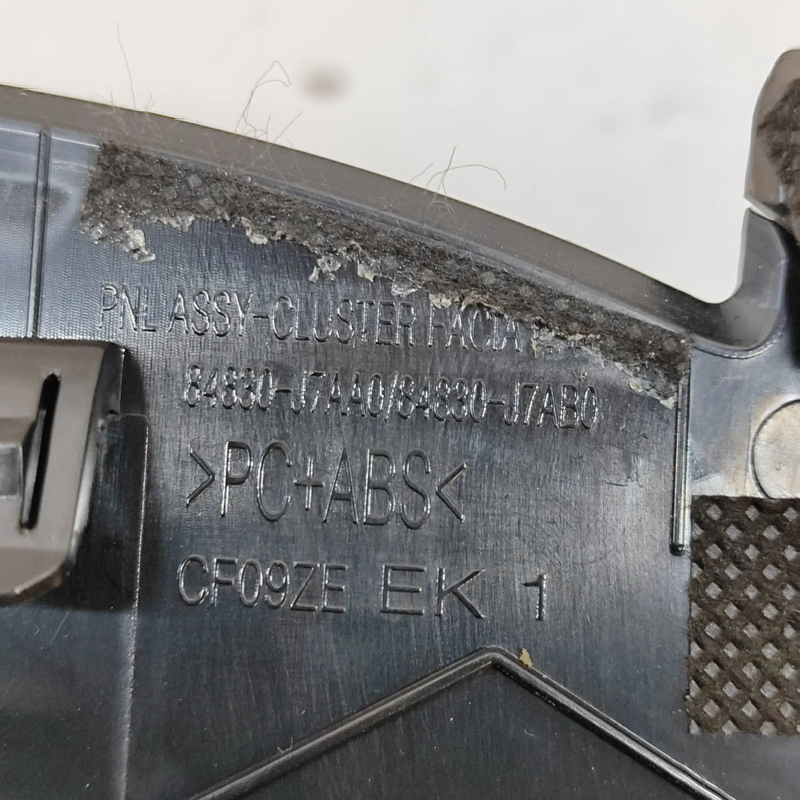 PNL ASSY-CLUSTER FACIA
84830-J7AA0/84830-J7AB0
>PC+ABS<
CF09ZE EK 1